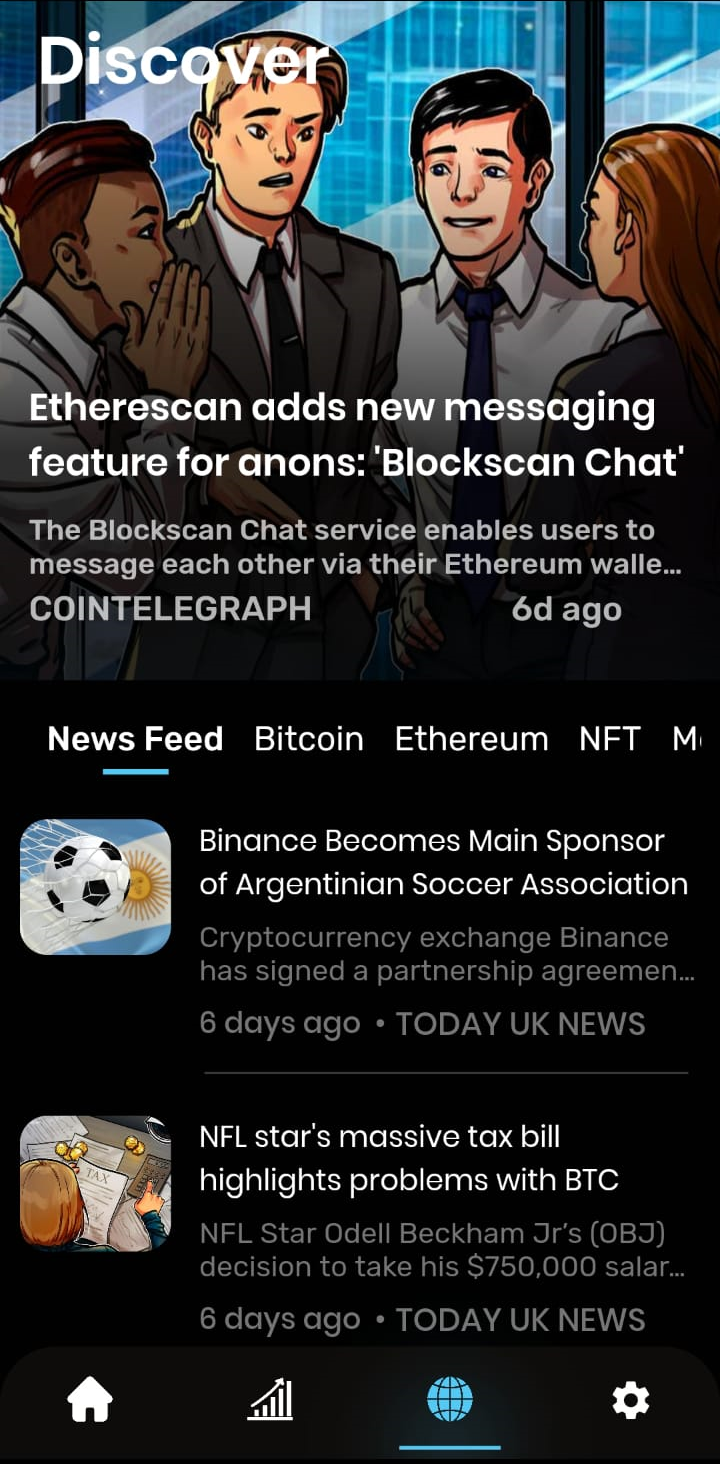 Discover
Etherescan adds new messaging
feature for anons: 'Blockscan Chat'
The Blockscan Chat service enables users to
message each other via their Ethereum walle...
COINTELEGRAPH 6d ago
News Feed Bitcoin Ethereum NFT M
Binance Becomes Main Sponsor
of Argentinian Soccer Association
Cryptocurrency exchange Binance
has signed a partnership agreemen...
6 days ago • TODAY UK NEWS
TAX
NFL star's massive tax bill
highlights problems with BTC
NFL Star Odell Beckham Jr’s (OBJ)
decision to take his $750,000 salar...
6 days ago • TODAY UK NEWS